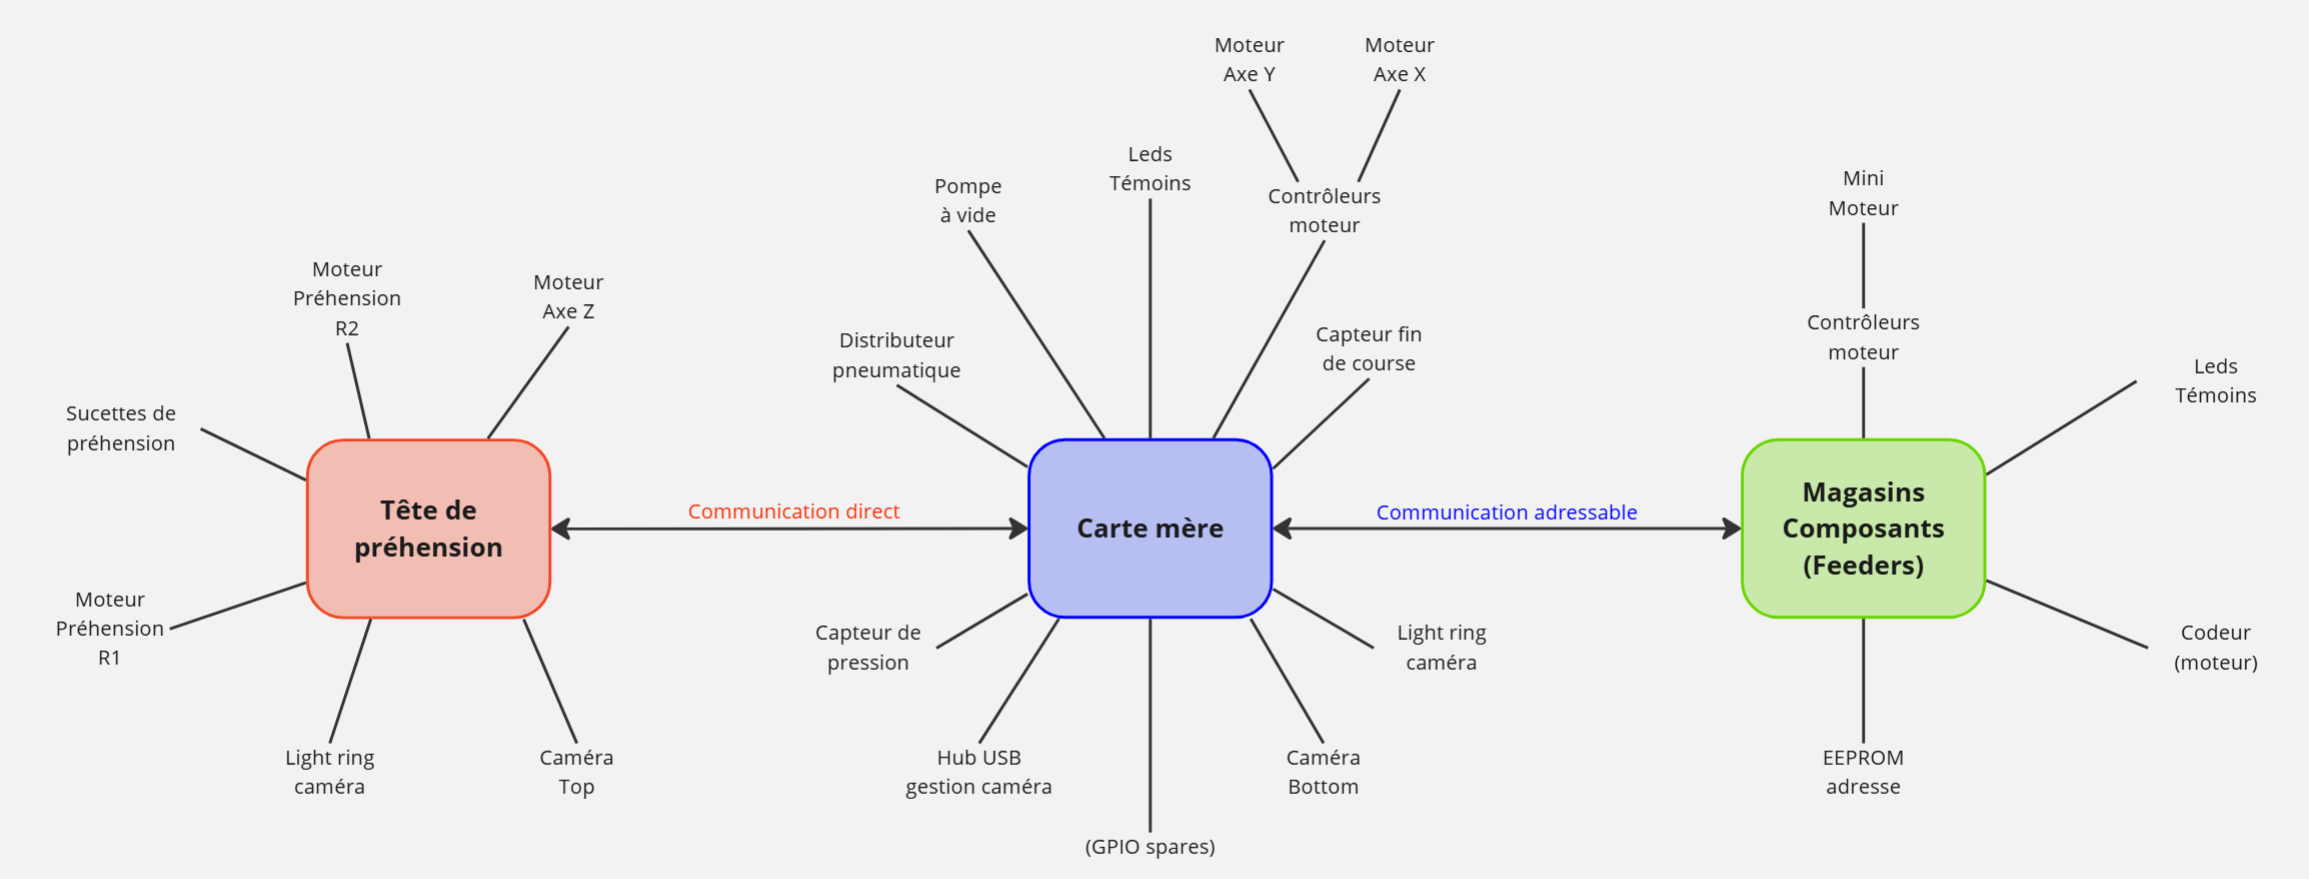 Moteur
Axe Y
Moteur
Axe X
Leds
Témoins
Pompe
à vide
Contrôleurs
moteur
Mini
Moteur
Moteur
Préhension
R2
Moteur
Axe Z
Distributeur
pneumatique
Capteur fin
de course
Contrôleurs
moteur
Leds
Témoins
Sucettes de
préhension
Tête de
préhension
Communication direct
Carte mère
Communication adressable
Magasins
Composants
(Feeders)
Moteur
Préhension
R1
Capteur de
pression
Light ring
caméra
Codeur
(moteur)
Light ring
caméra
Caméra
Top
Hub USB
gestion caméra
Caméra
Bottom
EEPROM
adresse
(GPIO spares)